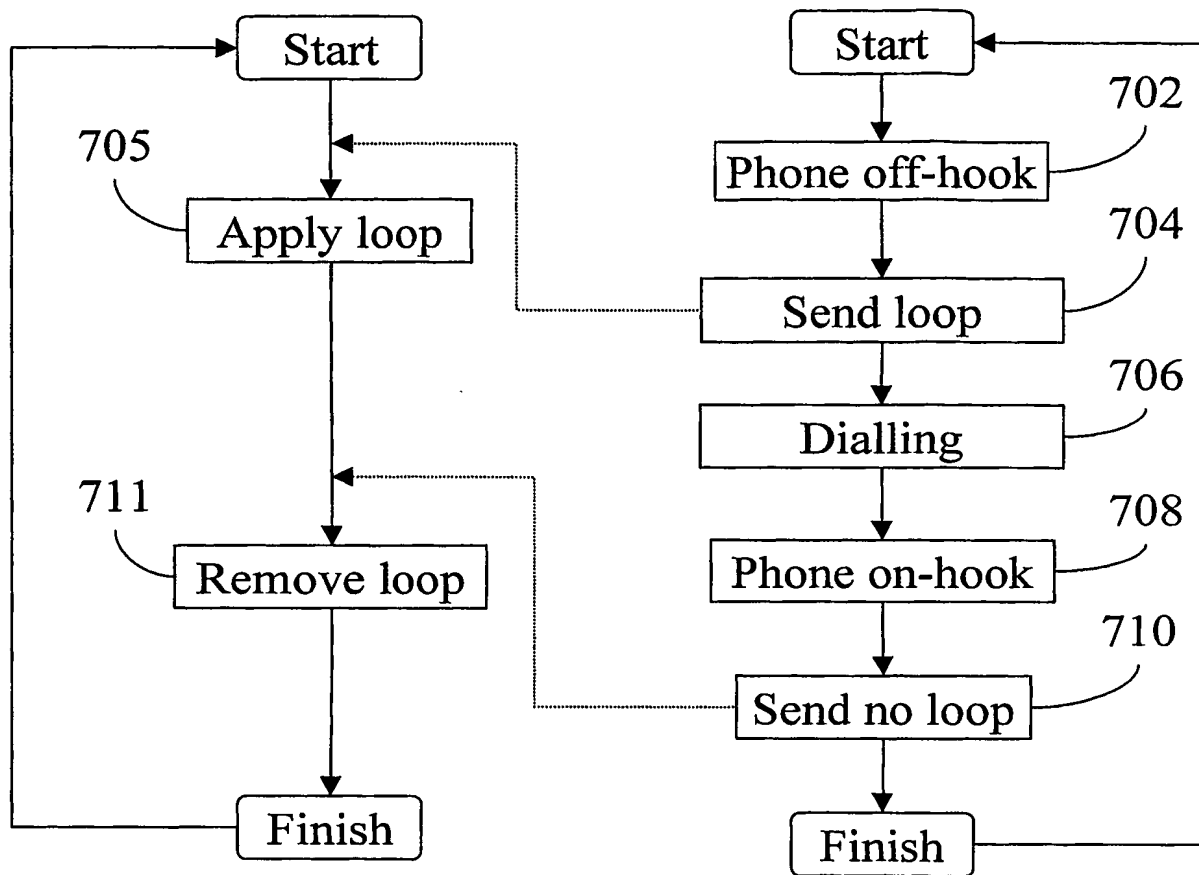 Start
705
Apply loop
711
Remove loop
Finish
Start
702
Phone off-hook
704
Send loop
706
Dialling
708
Phone on-hook
710
Send no loop
Finish